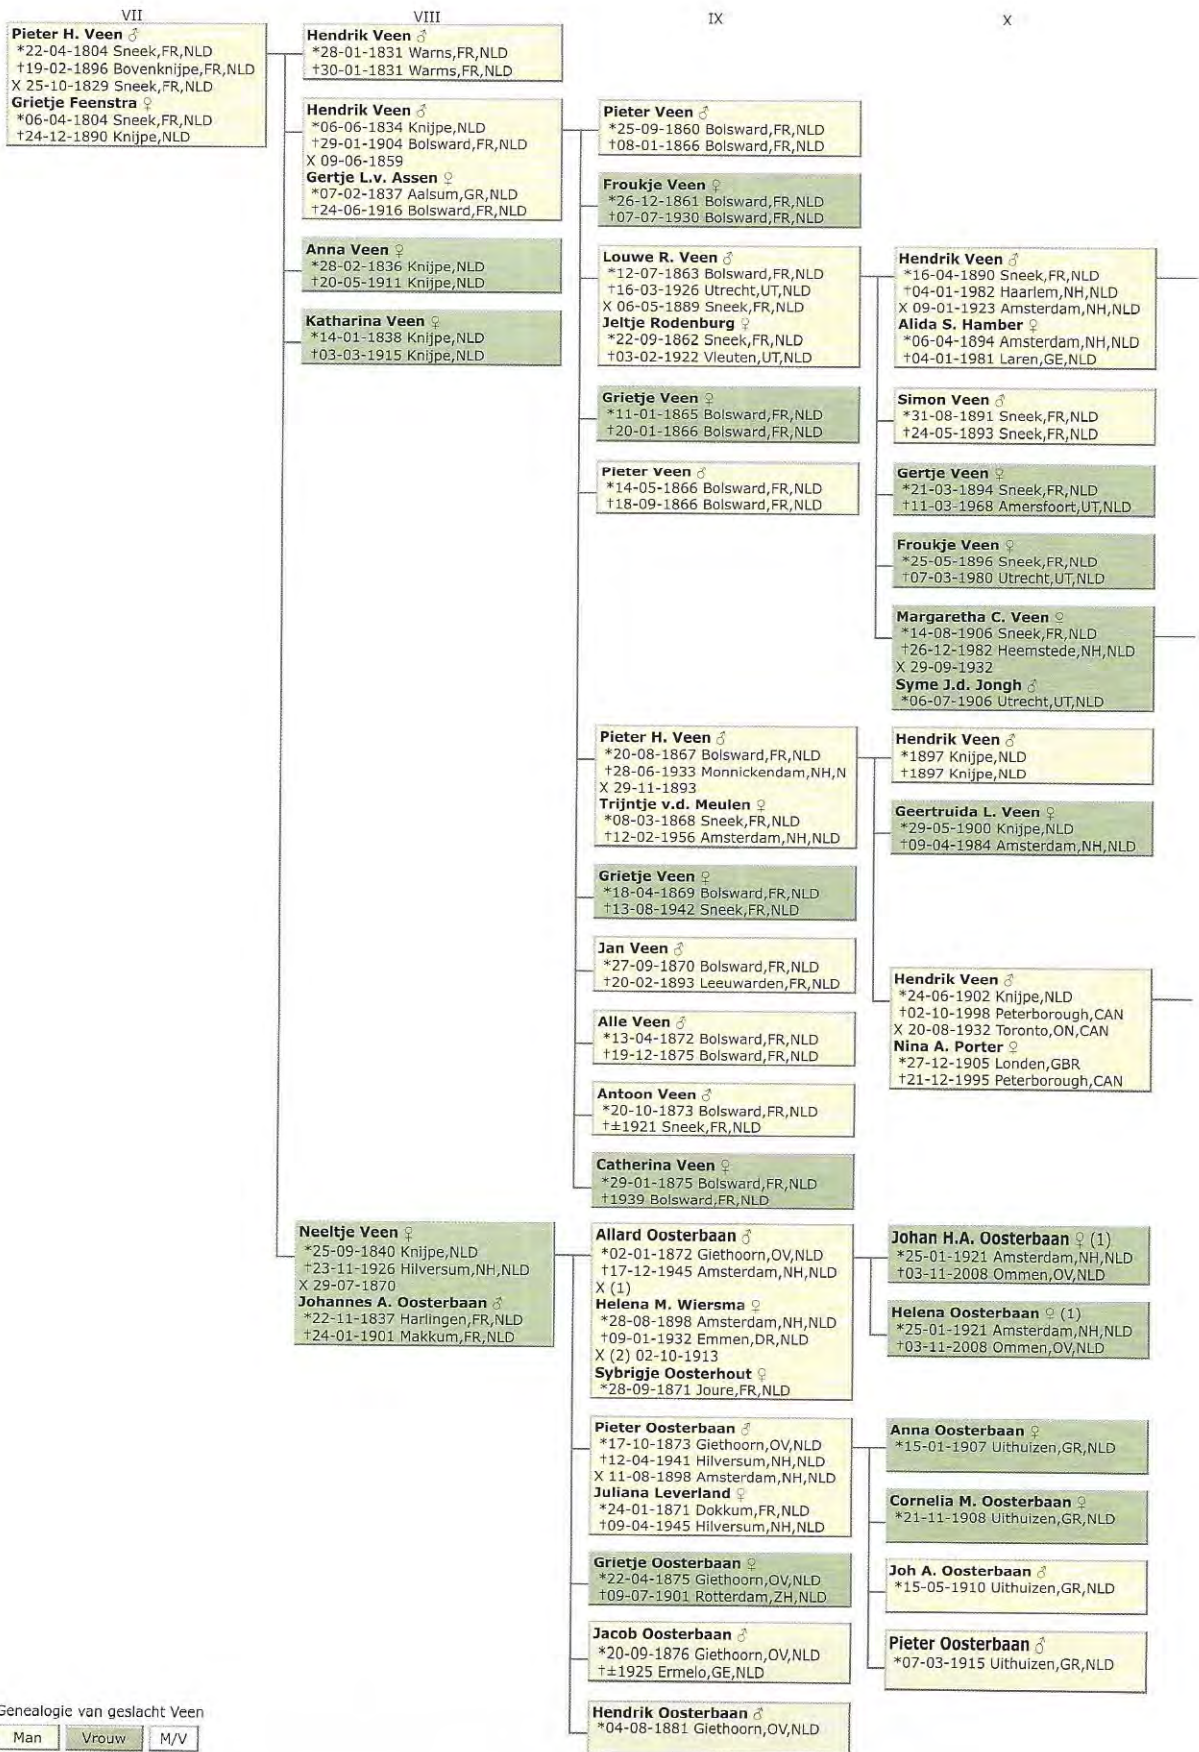 VII
VIII
IX
X
Pieter H. Veen ♂
*22-04-1804 Sneek,FR,NLD
†19-02-1896 Bovenknijpe,FR,NLD
X 25-10-1829 Sneek,FR,NLD
Grietje Feenstra ♀
*06-04-1804 Sneek,FR,NLD
†24-12-1890 Knijpe,NLD
Hendrik Veen ♂
*28-01-1831 Warns,FR,NLD
†30-01-1831 Warms,FR,NLD
Hendrik Veen ♂
*06-06-1834 Knijpe,NLD
†29-01-1904 Bolsward,FR,NLD
X 09-06-1859
Gertje L.v. Assen ♀
*07-02-1837 Aalsum,GR,NLD
†24-06-1916 Bolsward,FR,NLD
Anna Veen ♀
*28-02-1836 Knijpe,NLD
†20-05-1911 Knijpe,NLD
Katharina Veen ♀
*14-01-1838 Knijpe,NLD
†03-03-1915 Knijpe,NLD
Neeltje Veen ♀
*25-09-1840 Knijpe,NLD
†23-11-1926 Hilversum,NH,NLD
X 29-07-1870
Johannes A. Oosterbaan ♂
*22-11-1837 Harlingen,FR,NLD
†24-01-1901 Makkum,FR,NLD
Pieter Veen ♂
*25-09-1860 Bolsward,FR,NLD
†08-01-1866 Bolsward,FR,NLD
Froukje Veen ♀
*26-12-1861 Bolsward,FR,NLD
†07-07-1930 Bolsward,FR,NLD
Louwe R. Veen ♂
*12-07-1863 Bolsward,FR,NLD
†16-03-1926 Utrecht,UT,NLD
X 06-05-1889 Sneek,FR,NLD
Jeltje Rodenburg ♀
*22-09-1862 Sneek,FR,NLD
†03-02-1922 Vleuten,UT,NLD
Grietje Veen ♀
*11-01-1865 Bolsward,FR,NLD
†20-01-1866 Bolsward,FR,NLD
Pieter Veen ♂
*14-05-1866 Bolsward,FR,NLD
†18-09-1866 Bolsward,FR,NLD
Pieter H. Veen ♂
*20-08-1867 Bolsward,FR,NLD
†28-06-1933 Monnickendam,NH,N
X 29-11-1893
Trijntje v.d. Meulen ♀
*08-03-1868 Sneek,FR,NLD
†12-02-1956 Amsterdam,NH,NLD
Grietje Veen ♀
*18-04-1869 Bolsward,FR,NLD
†13-08-1942 Sneek,FR,NLD
Jan Veen ♂
*27-09-1870 Bolsward,FR,NLD
†20-02-1893 Leeuwarden,FR,NLD
Alle Veen ♂
*13-04-1872 Bolsward,FR,NLD
†19-12-1875 Bolsward,FR,NLD
Antoon Veen ♂
*20-10-1873 Bolsward,FR,NLD
†±1921 Sneek,FR,NLD
Catherina Veen ♀
*29-01-1875 Bolsward,FR,NLD
†1939 Bolsward,FR,NLD
Allard Oosterbaan ♂
*02-01-1872 Giethoorn,OV,NLD
†17-12-1945 Amsterdam,NH,NLD
X (1)
Helena M. Wiersma ♀
*28-08-1898 Amsterdam,NH,NLD
†09-01-1932 Emmen,DR,NLD
X (2) 02-10-1913
Sybrigje Oosterhout ♀
*28-09-1871 Joure,FR,NLD
Pieter Oosterbaan ♂
*17-10-1873 Giethoorn,OV,NLD
†12-04-1941 Hilversum,NH,NLD
X 11-08-1898 Amsterdam,NH,NLD
Juliana Leverland ♀
*24-01-1871 Dokkum,FR,NLD
†09-04-1945 Hilversum,NH,NLD
Grietje Oosterbaan ♀
*22-04-1875 Giethoorn,OV,NLD
†09-07-1901 Rotterdam,ZH,NLD
Jacob Oosterbaan ♂
*20-09-1876 Giethoorn,OV,NLD
†±1925 Ermelo,GE,NLD
Hendrik Oosterbaan ♂
*04-08-1881 Giethoorn,OV,NLD
Hendrik Veen ♂
*16-04-1890 Sneek,FR,NLD
†04-01-1982 Haarlem,NH,NLD
X 09-01-1923 Amsterdam,NH,NLD
Alida S. Hamber ♀
*06-04-1894 Amsterdam,NH,NLD
†04-01-1981 Laren,GE,NLD
Simon Veen ♂
*31-08-1891 Sneek,FR,NLD
†24-05-1893 Sneek,FR,NLD
Gertje Veen ♀
*21-03-1894 Sneek,FR,NLD
†11-03-1968 Amersfoort,UT,NLD
Froukje Veen ♀
*25-05-1896 Sneek,FR,NLD
†07-03-1980 Utrecht,UT,NLD
Margaretha C. Veen ♀
*14-08-1906 Sneek,FR,NLD
†26-12-1982 Heemstede,NH,NLD
X 29-09-1932
Syme J.d. Jongh ♂
*06-07-1906 Utrecht,UT,NLD
Hendrik Veen ♂
*1897 Knijpe,NLD
†1897 Knijpe,NLD
Geertruida L. Veen ♀
*29-05-1900 Knijpe,NLD
†09-04-1984 Amsterdam,NH,NLD
Hendrik Veen ♂
*24-06-1902 Knijpe,NLD
†02-10-1998 Peterborough,CAN
X 20-08-1932 Toronto,ON,CAN
Nina A. Porter ♀
*27-12-1905 Londen,GBR
†21-12-1995 Peterborough,CAN
Johan H.A. Oosterbaan ♀ (1)
*25-01-1921 Amsterdam,NH,NLD
†03-11-2008 Ommen,OV,NLD
Helena Oosterbaan ♀ (1)
*25-01-1921 Amsterdam,NH,NLD
†03-11-2008 Ommen,OV,NLD
Anna Oosterbaan ♀
*15-01-1907 Uithuizen,GR,NLD
Cornelia M. Oosterbaan ♀
*21-11-1908 Uithuizen,GR,NLD
Joh A. Oosterbaan ♂
*15-05-1910 Uithuizen,GR,NLD
Pieter Oosterbaan ♂
*07-03-1915 Uithuizen,GR,NLD
Genealogie van geslacht Veen
Man
Vrouw
M/V